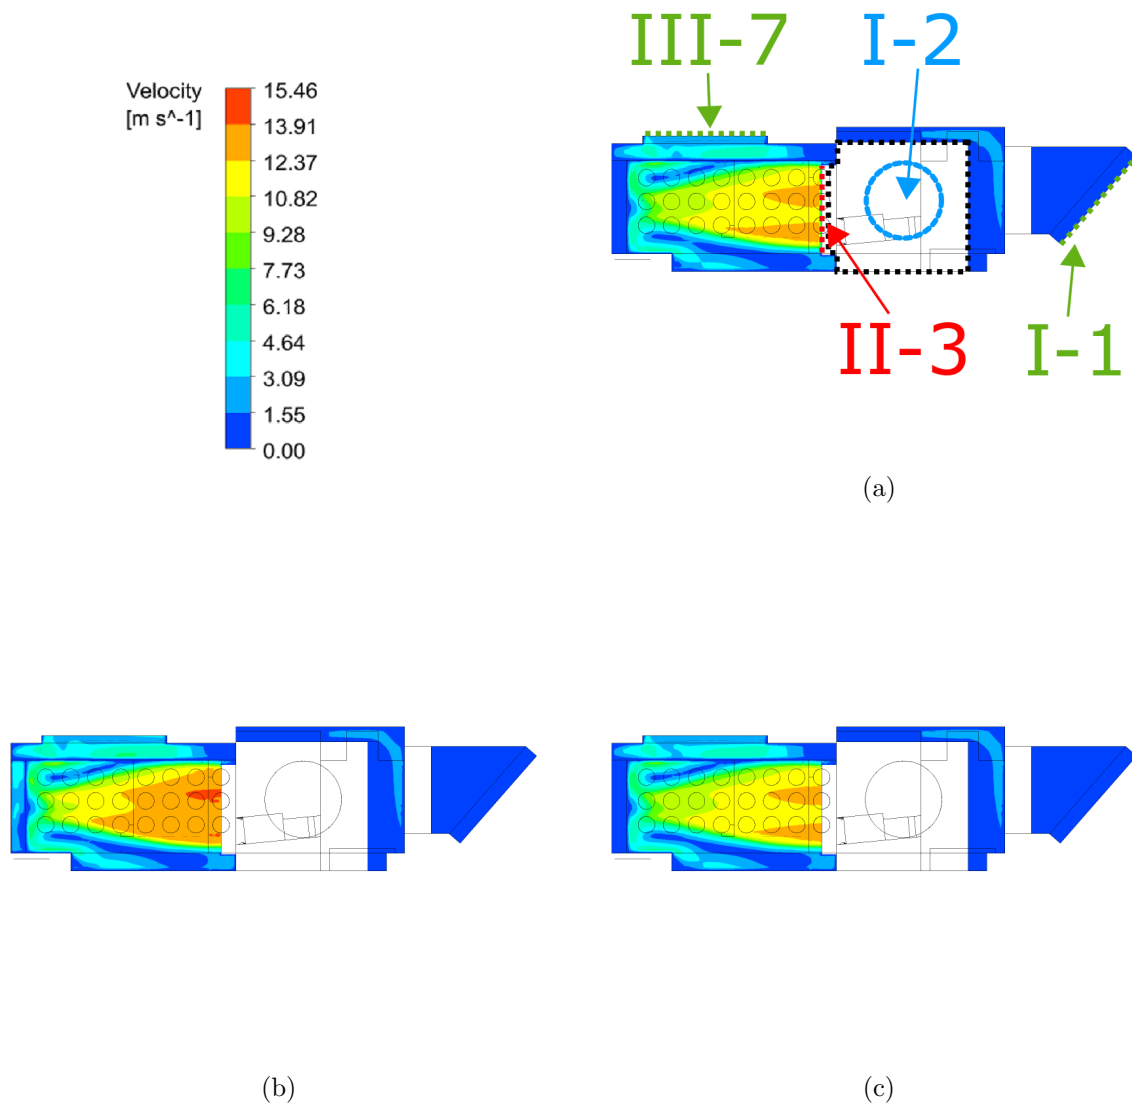 III-7
I-2
Velocity
[m s^-1]
15.46
13.91
12.37
10.82
9.28
7.73
6.18
4.64
3.09
1.55
0.00
II-3
I-1
(a)
(b)
(c)